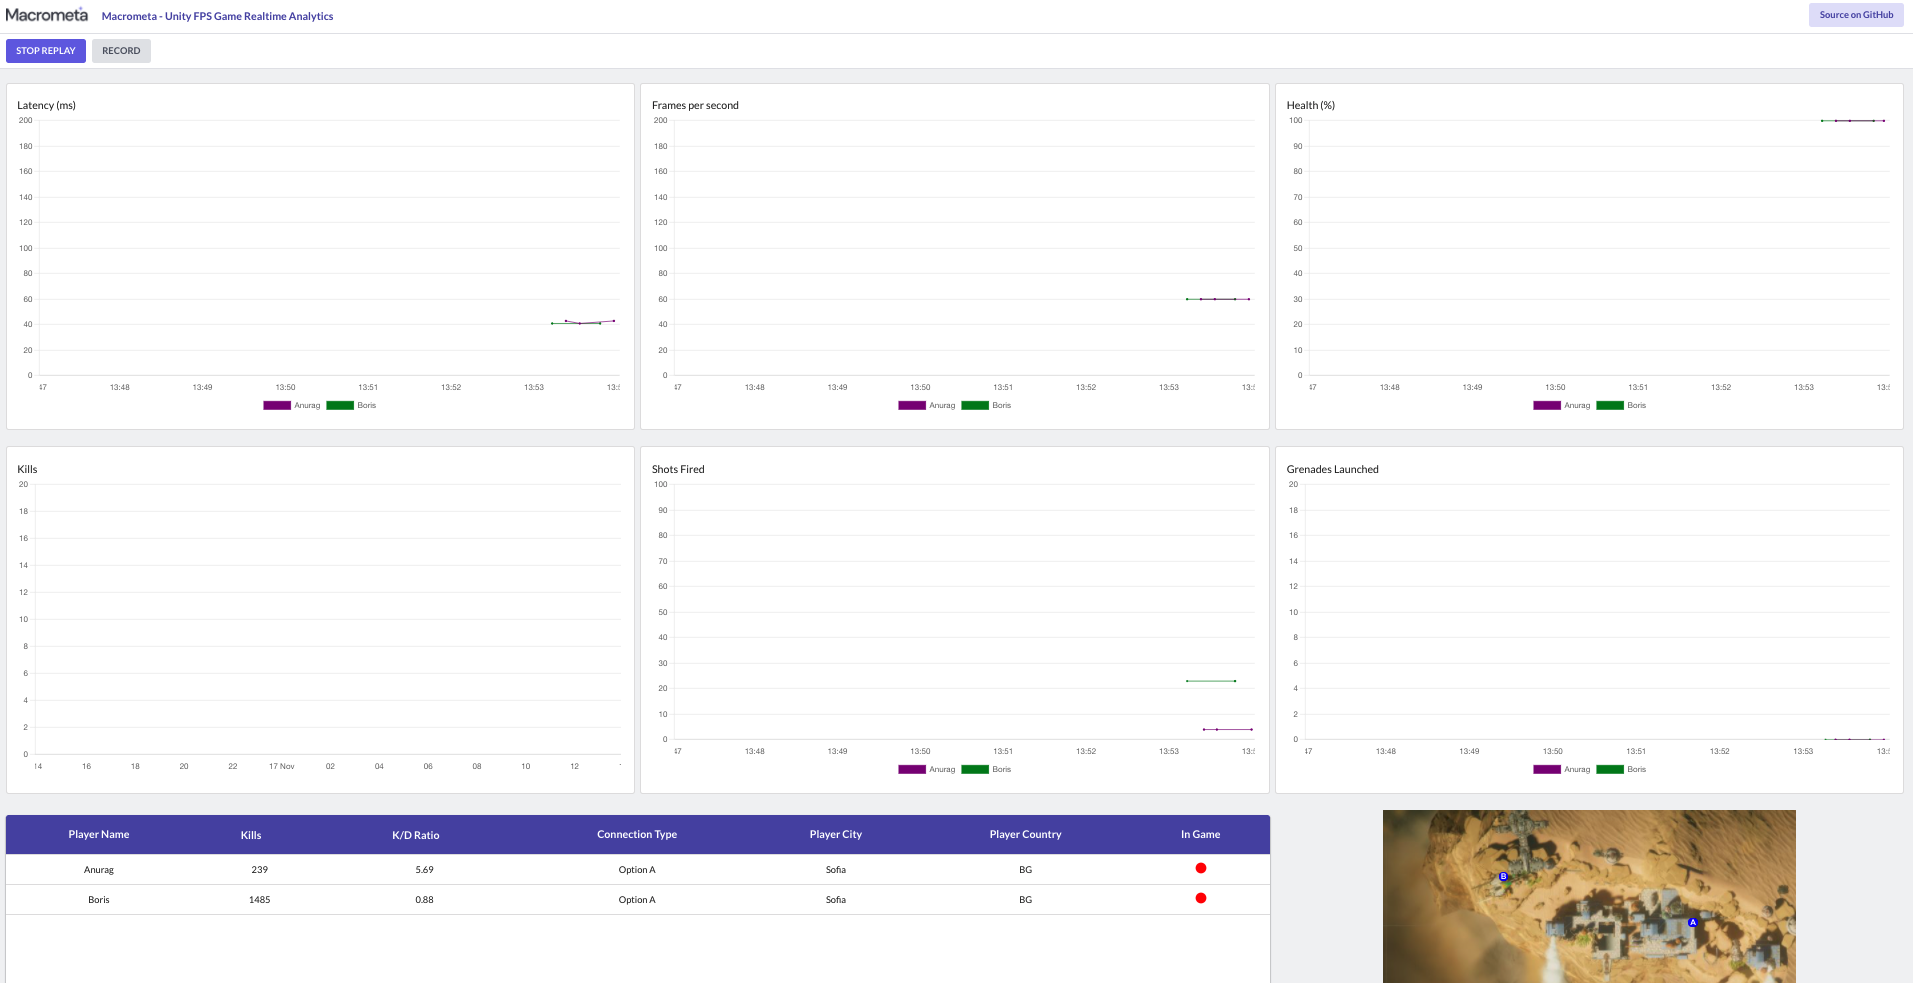 Macrometa Macrometa - Unity FPS Game Realtime Analytics Source on GitHub
STOP REPLAY RECORD
Latency (ms)
200
180
160
140
120
100
80
60
40
20
0
47 13:48 13:49 13:50 13:51 13:52 13:53 13:5
Anurag Boris
Frames per second
200
180
160
140
120
100
80
60
40
20
0
47 13:48 13:49 13:50 13:51 13:52 13:53 13:5
Anurag Boris
Health (%)
100
90
80
70
60
50
40
30
20
10
0
47 13:48 13:49 13:50 13:51 13:52 13:53 13:5
Anurag Boris
Kills
20
18
16
14
12
10
8
6
4
2
0
14 16 18 20 22 17 Nov 02 04 06 08 10 12
Shots Fired
100
90
80
70
60
50
40
30
20
10
0
47 13:48 13:49 13:50 13:51 13:52 13:53 13:5
Anurag Boris
Grenades Launched
20
18
16
14
12
10
8
6
4
2
0
47 13:48 13:49 13:50 13:51 13:52 13:53 13:5
Anurag Boris
Player Name Kills K/D Ratio Connection Type Player City Player Country In Game
Anurag 239 5.69 Option A Sofia BG
Boris 1485 0.88 Option A Sofia BG
B
A